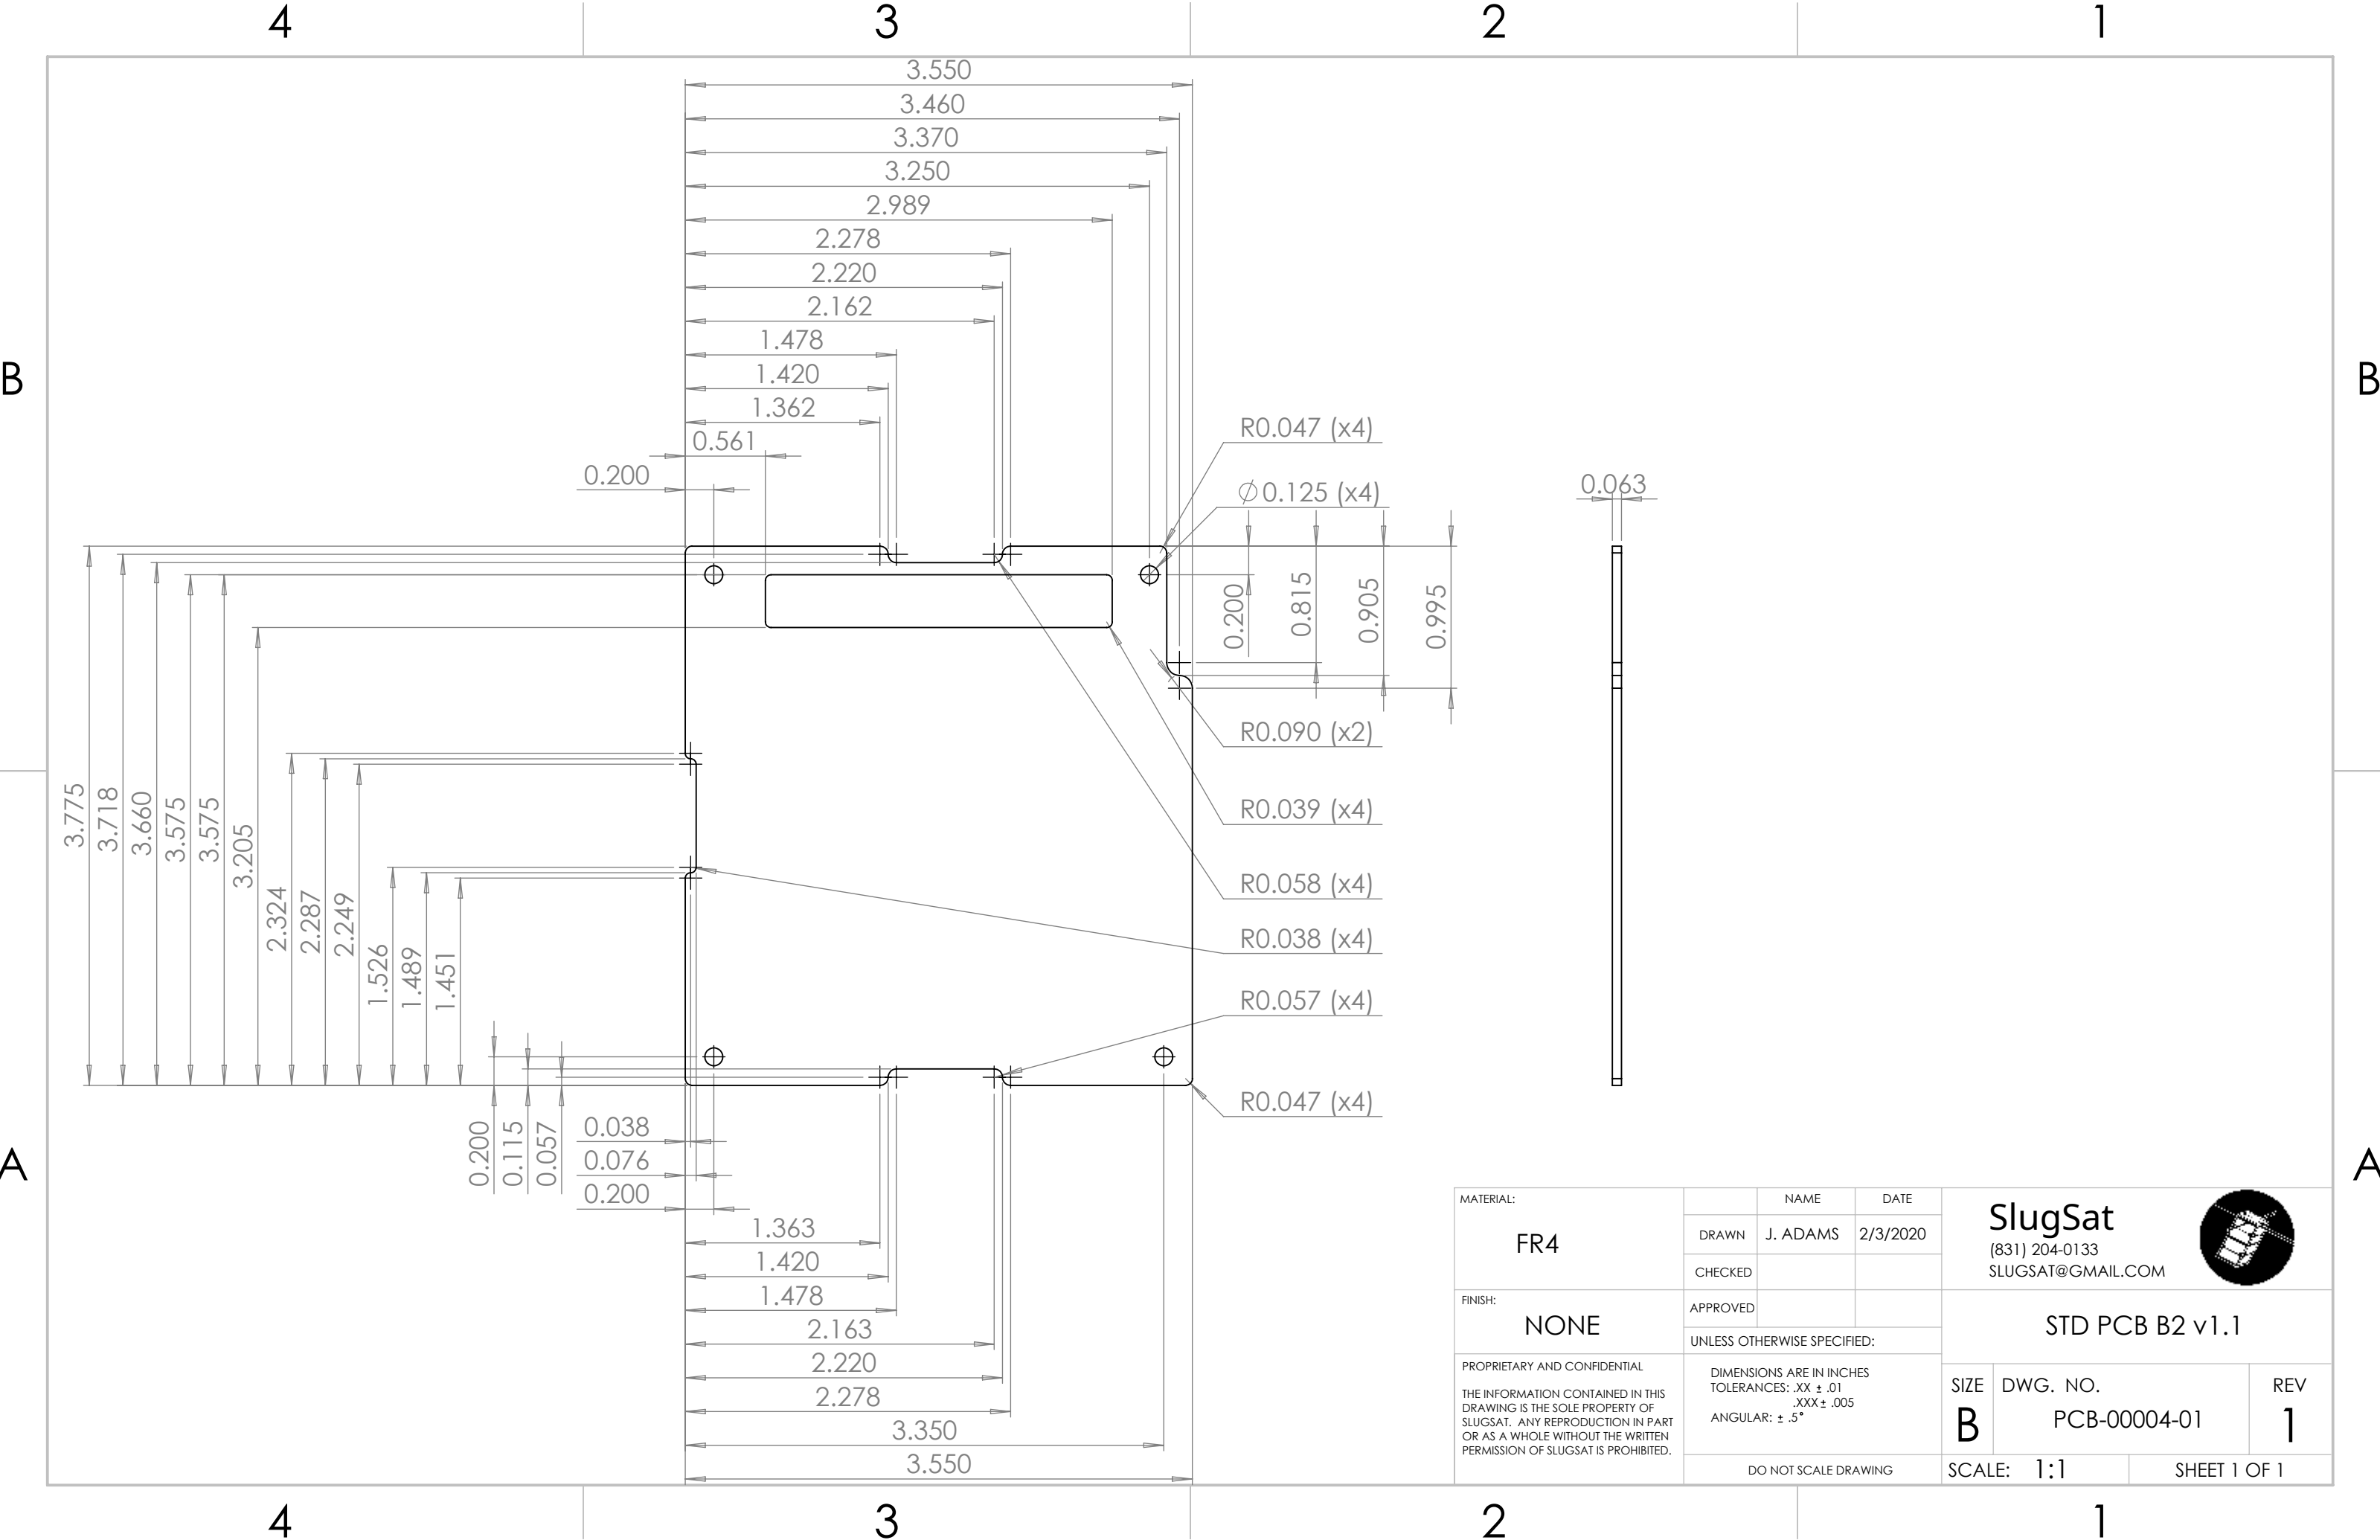 4 3 2 1
3.550
3.460
3.370
3.250
2.989
2.278
2.220
2.162
1.478
1.420
1.362
0.561
0.200
B
B
R0.047 (x4)
∅0.125 (x4)
0.063
0.200
0.815
0.905
0.995
R0.090 (x2)
R0.039 (x4)
R0.058 (x4)
R0.038 (x4)
R0.057 (x4)
R0.047 (x4)
3.775
3.718
3.660
3.575
3.575
3.205
2.324
2.287
2.249
1.526
1.489
1.451
0.200
0.115
0.057
0.038
0.076
0.200
1.363
1.420
1.478
2.163
2.220
2.278
3.350
3.550
A
A
MATERIAL:
FR4
FINISH:
NONE
PROPRIETARY AND CONFIDENTIAL
THE INFORMATION CONTAINED IN THIS
DRAWING IS THE SOLE PROPERTY OF
SLUGSAT. ANY REPRODUCTION IN PART
OR AS A WHOLE WITHOUT THE WRITTEN
PERMISSION OF SLUGSAT IS PROHIBITED.
NAME DATE
DRAWN J. ADAMS 2/3/2020
CHECKED
APPROVED
UNLESS OTHERWISE SPECIFIED:
DIMENSIONS ARE IN INCHES
TOLERANCES: .XX ± .01
.XXX ± .005
ANGULAR: ± .5°
DO NOT SCALE DRAWING
SlugSat
(831) 204-0133
SLUGSAT@GMAIL.COM
STD PCB B2 v1.1
SIZE DWG. NO. REV
B PCB-00004-01 1
SCALE: 1:1 SHEET 1 OF 1
4 3 2 1